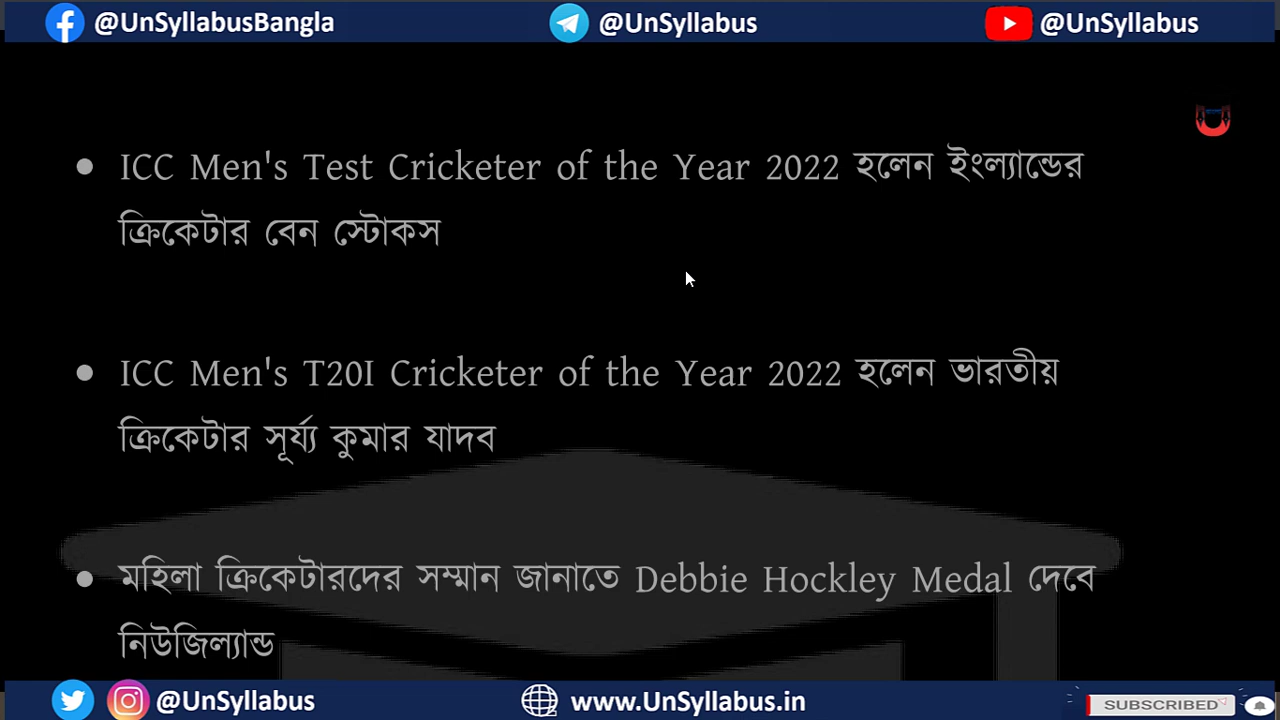 @UnSyllabusBangla
@UnSyllabus
@UnSyllabus
● ICC Men's Test Cricketer of the Year 2022 হলেন ইংল্যান্ডের
ক্রিকেটার বেন স্টোকস
● ICC Men's T20I Cricketer of the Year 2022 হলেন ভারতীয়
ক্রিকেটার সূর্য্য কুমার যাদব
● মহিলা ক্রিকেটারদের সম্মান জানাতে Debbie Hockley Medal দেবে
নিউজিল্যান্ড
@UnSyllabus
www.UnSyllabus.in
SUBSCRIBED